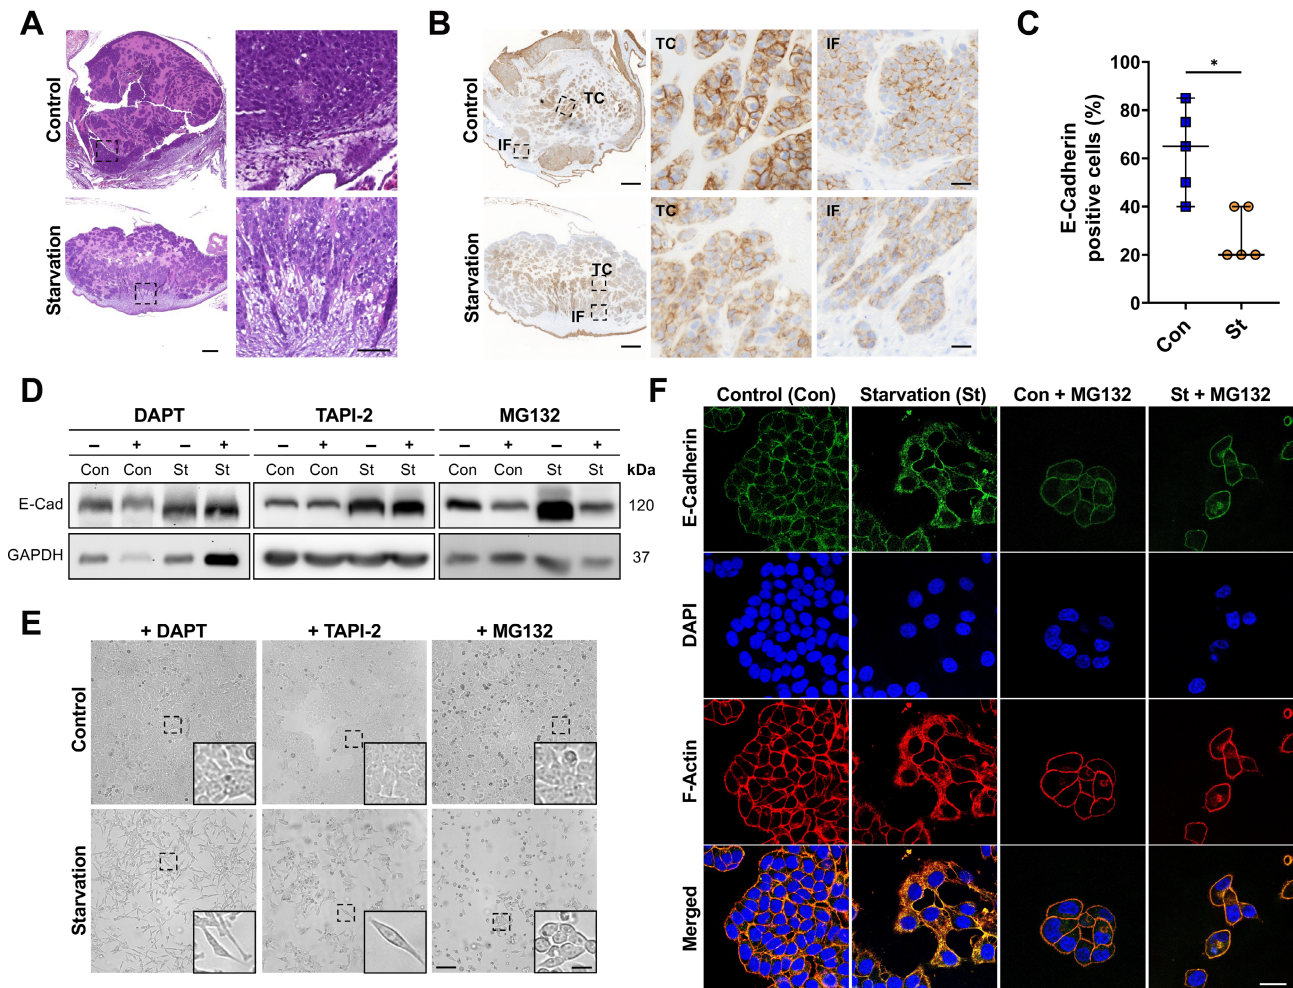 A
Control
Starvation
B
Control
Starvation
TC
IF
TC
IF
TC
IF
TC
IF
C
E-Cadherin
positive cells (%)
100
80
60
40
20
0
*
Con
St
D
DAPT
TAPI-2
MG132
– + – + – + – + – + – +
Con Con St St Con Con St St Con Con St St kDa
E-Cad 120
GAPDH 37
E
+ DAPT
+ TAPI-2
+ MG132
Control
Starvation
F
Control (Con)
Starvation (St)
Con + MG132
St + MG132
E-Cadherin
DAPI
F-Actin
Merged